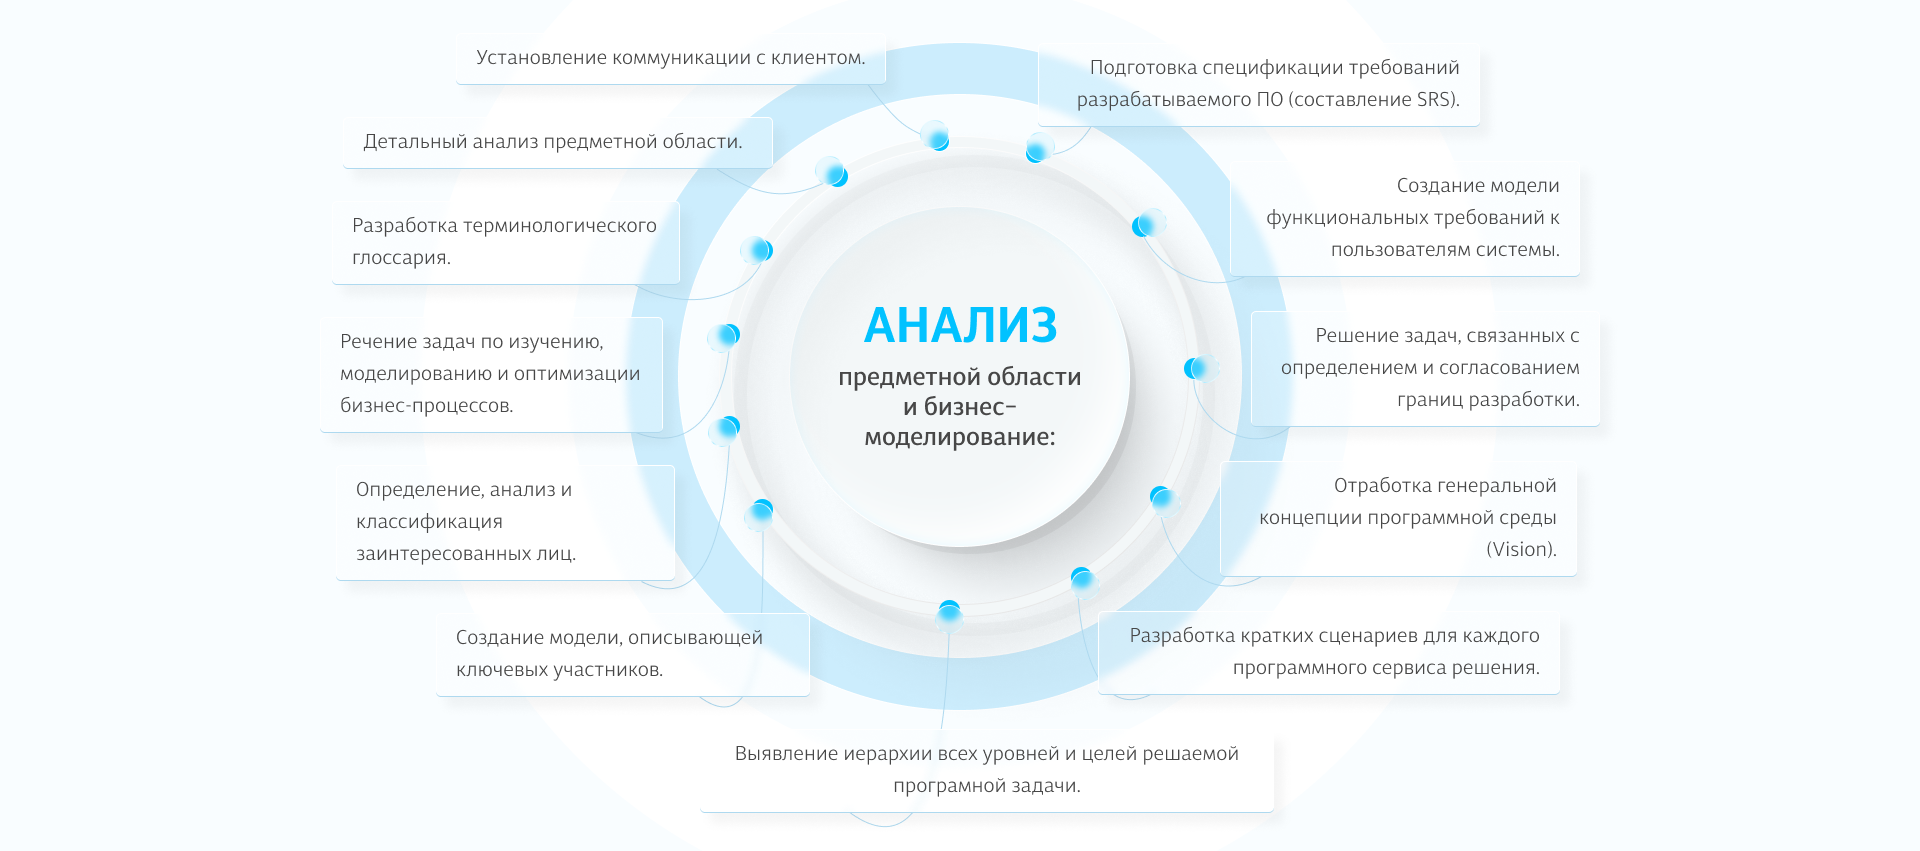 АНАЛИЗ
предметной области
и бизнес-
моделирование:
Установление коммуникации с клиентом.
Детальный анализ предметной области.
Разработка терминологического
глоссария.
Речение задач по изучению,
моделированию и оптимизации
бизнес-процессов.
Определение, анализ и
классификация
заинтересованных лиц.
Создание модели, описывающей
ключевых участников.
Выявление иерархии всех уровней и целей решаемой
програмной задачи.
Разработка кратких сценариев для каждого
программного сервиса решения.
Отработка генеральной
концепции программной среды
(Vision).
Решение задач, связанных с
определением и согласованием
границ разработки.
Создание модели
функциональных требований к
пользователям системы.
Подготовка спецификации требований
разрабатываемого ПО (составление SRS).